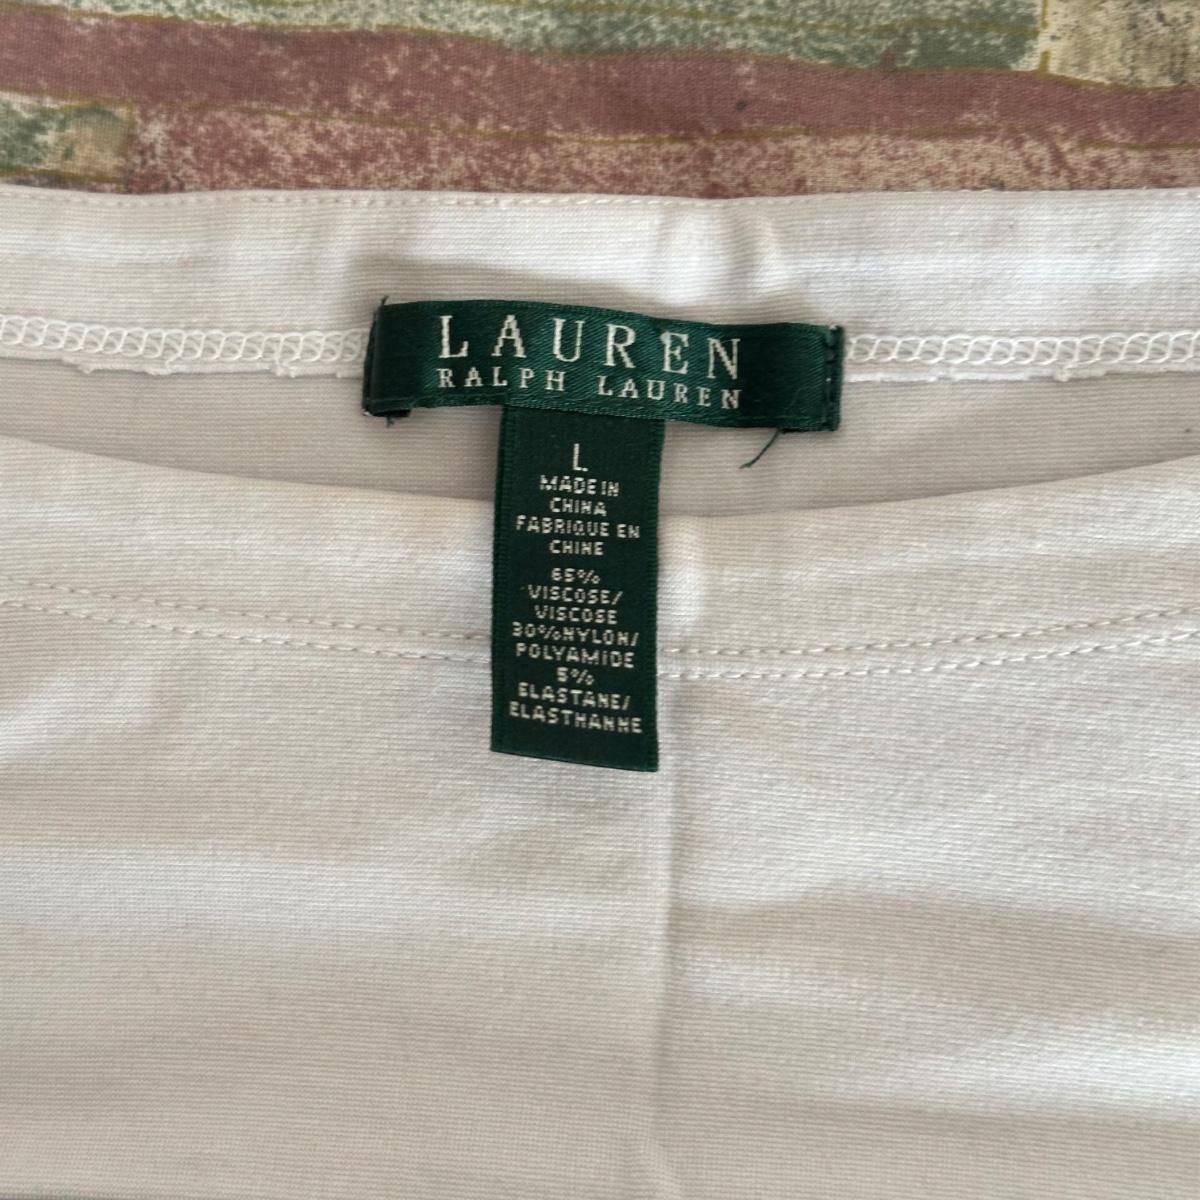 LAUREN
RALPH LAUREN
L
MADE IN
CHINA
FABRIQUE EN
CHINE
65%
VISCOSE/
VISCOSE
30%NYLON/
POLYAMIDE
5%
ELASTANE/
ELASTHANNE